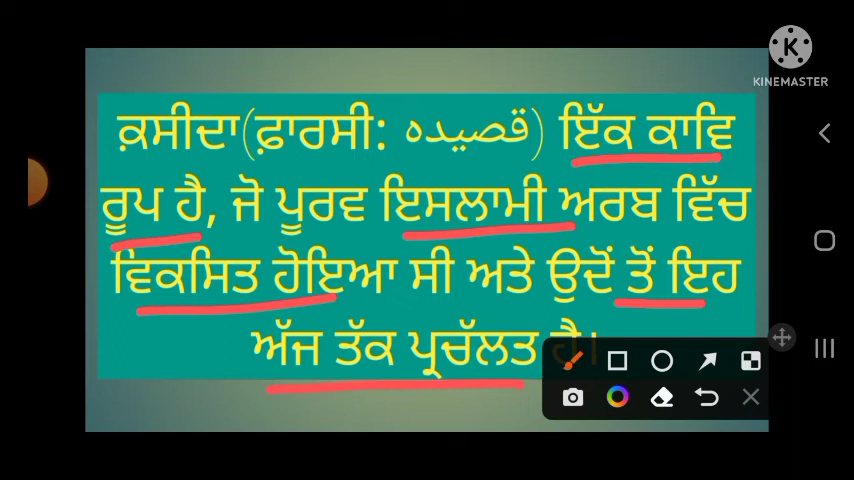 KINEMASTER
ਕ਼ਸੀਦਾ(ਫ਼ਾਰਸੀ: قصیدہ) ਇੱਕ ਕਾਵਿ
ਰੂਪ ਹੈ, ਜੋ ਪੂਰਵ ਇਸਲਾਮੀ ਅਰਬ ਵਿੱਚ
ਵਿਕਸਿਤ ਹੋਇਆ ਸੀ ਅਤੇ ਉਦੋਂ ਤੋਂ ਇਹ
ਅੱਜ ਤੱਕ ਪ੍ਰਚੱਲਤ ਹੈ।